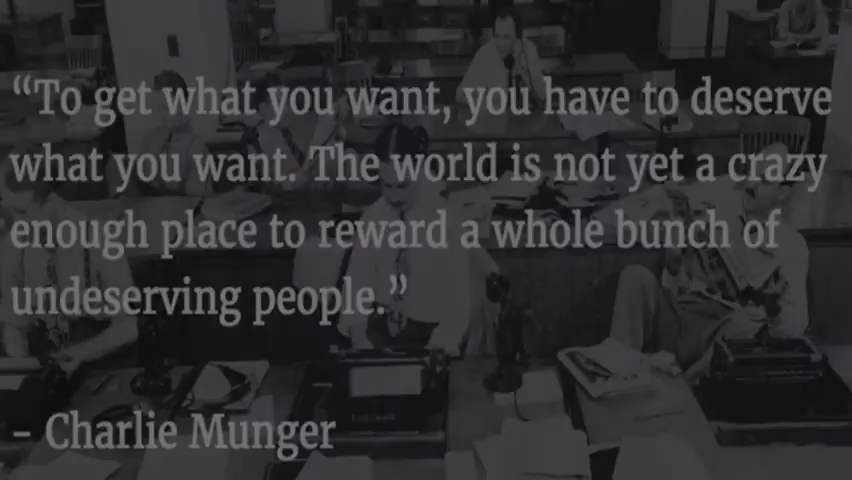 “To get what you want, you have to deserve
what you want. The world is not yet a crazy
enough place to reward a whole bunch of
undeserving people.”
– Charlie Munger